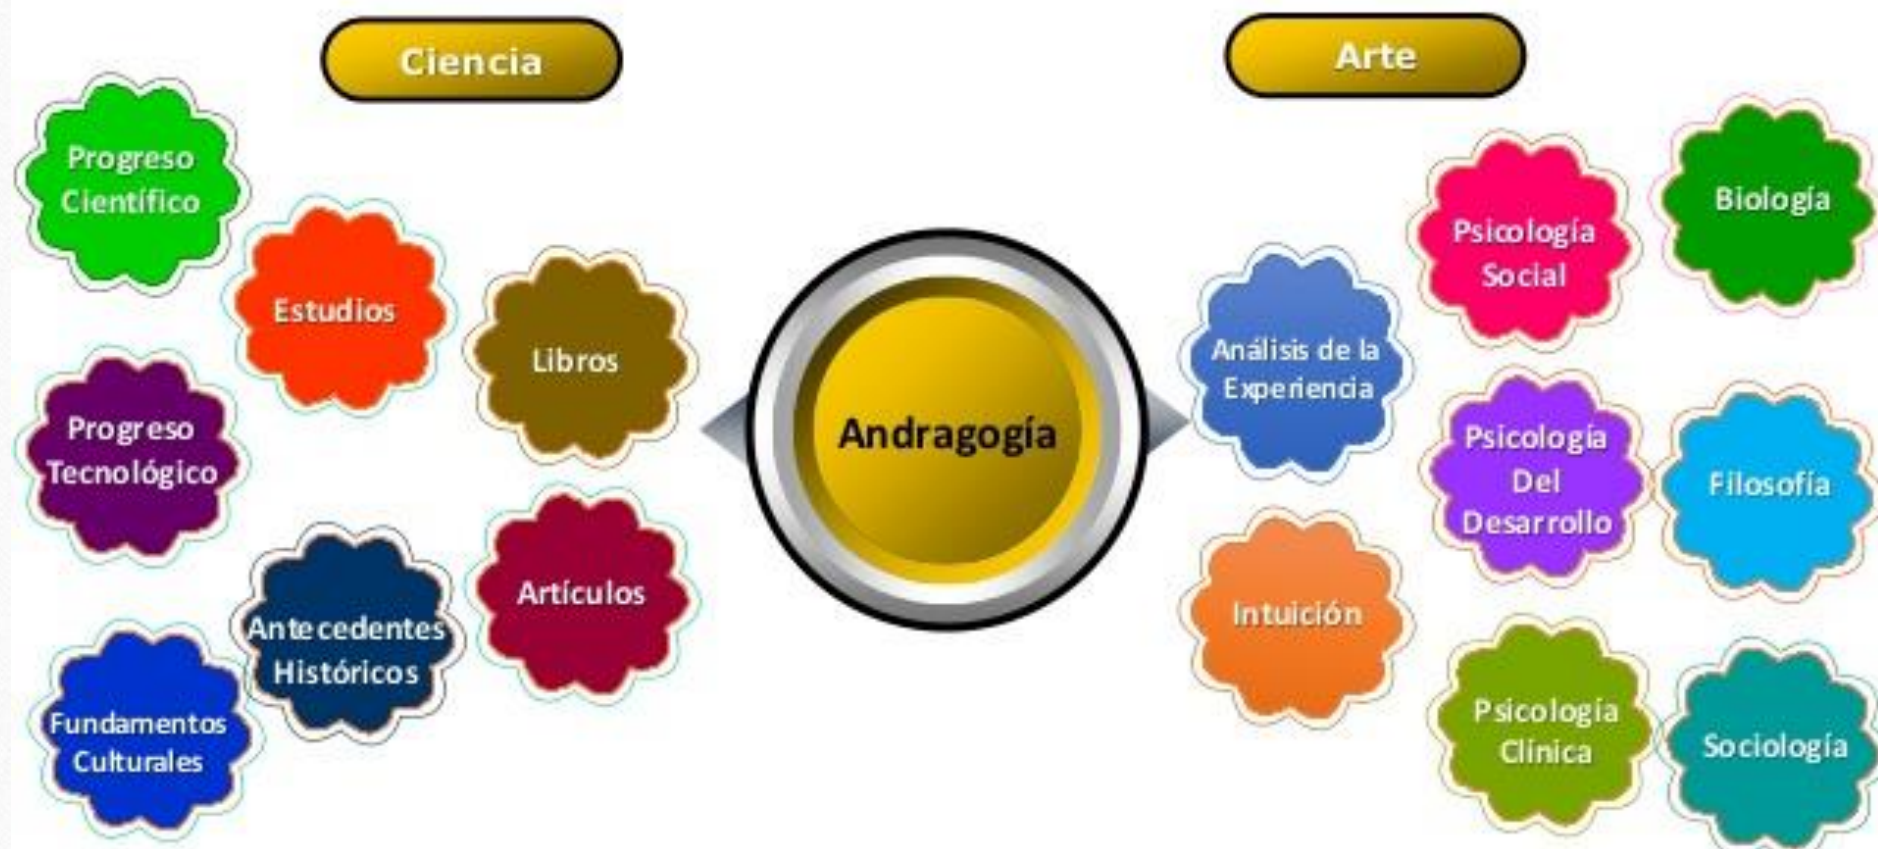 Ciencia
Arte
Progreso
Científico
Estudios
Libros
Progreso
Tecnológico
Antecedentes
Históricos
Artículos
Fundamentos
Culturales
Andragogía
Análisis de la
Experiencia
Psicología
Social
Biología
Psicología
Del
Desarrollo
Filosofía
Intuición
Psicología
Clínica
Sociología